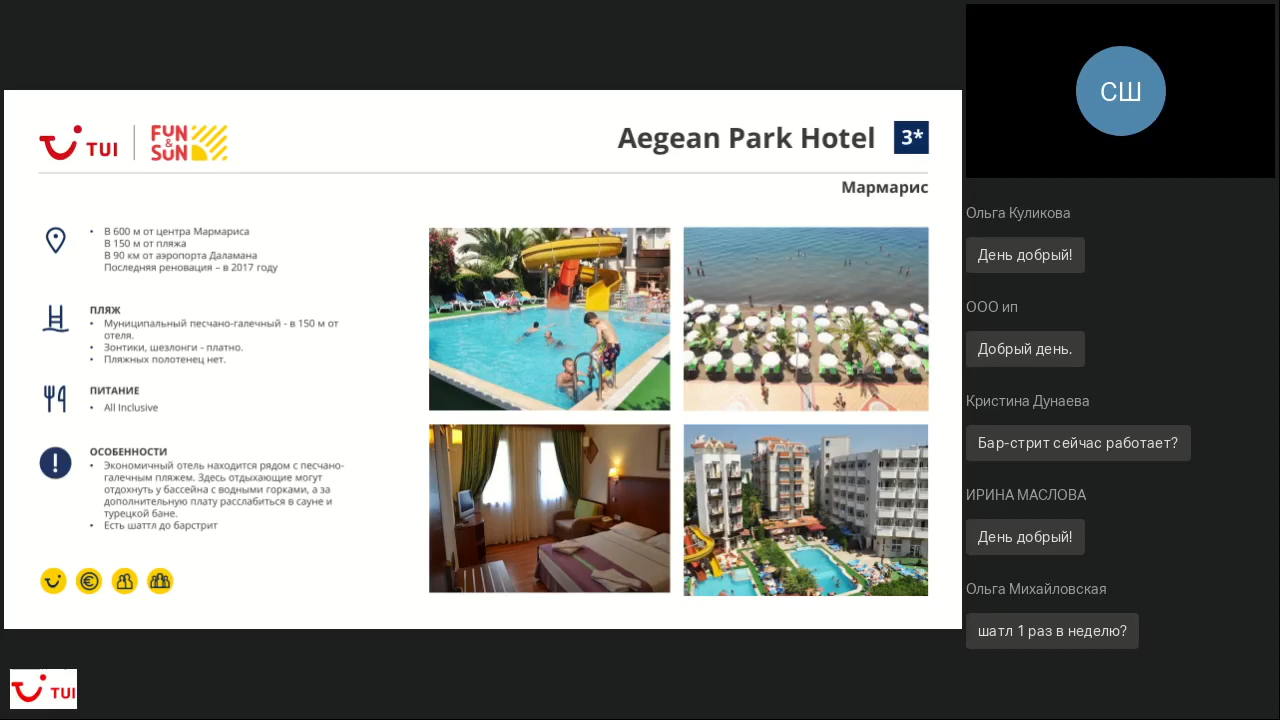 TUI
FUN
&
SUN
Aegean Park Hotel 3*
Мармарис
• В 600 м от центра Мармариса
В 150 м от пляжа
В 90 км от аэропорта Даламана
Последняя реновация – в 2017 году
ПЛЯЖ
• Муниципальный песчано-галечный - в 150 м от
отеля.
• Зонтики, шезлонги - платно.
• Пляжных полотенец нет.
ПИТАНИЕ
• All Inclusive
ОСОБЕННОСТИ
• Экономичный отель находится рядом с песчано-
галечным пляжем. Здесь отдыхающие могут
отдохнуть у бассейна с водными горками, а за
дополнительную плату расслабиться в сауне и
турецкой бане.
• Есть шаттл до барстрит
TUI
СШ
Ольга Куликова
День добрый!
ООО ип
Добрый день.
Кристина Дунаева
Бар-стрит сейчас работает?
ИРИНА МАСЛОВА
День добрый!
Ольга Михайловская
шатл 1 раз в неделю?